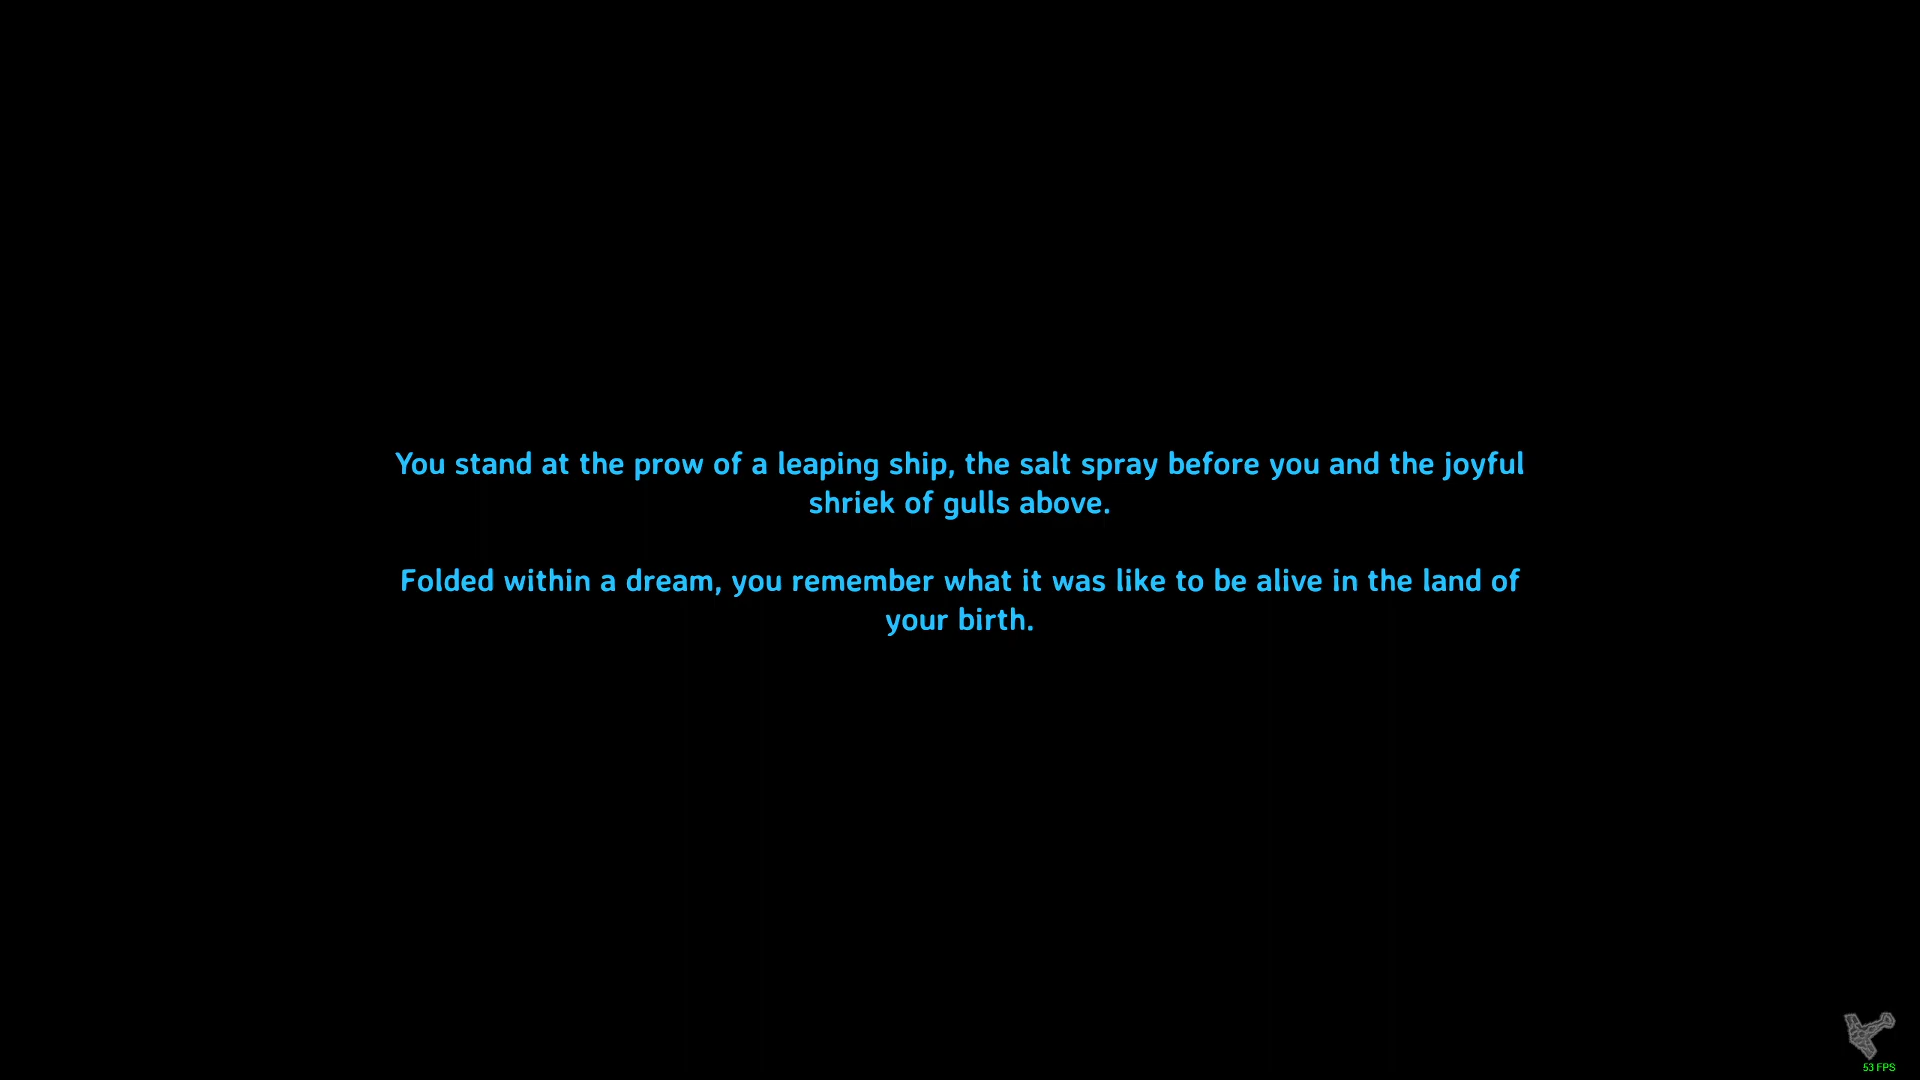 You stand at the prow of a leaping ship, the salt spray before you and the joyful
shriek of gulls above.
Folded within a dream, you remember what it was like to be alive in the land of
your birth.
53 FPS